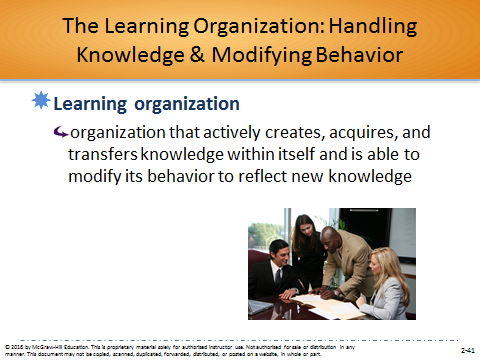 The Learning Organization: Handling
Knowledge & Modifying Behavior
Learning organization
organization that actively creates, acquires, and
transfers knowledge within itself and is able to
modify its behavior to reflect new knowledge
© 2016 by McGraw-Hill Education. This is proprietary material solely for authorized instructor use. Not authorized for sale or distribution in any
manner. This document may not be copied, scanned, duplicated, forwarded, distributed, or posted on a website, in whole or part.
2-41